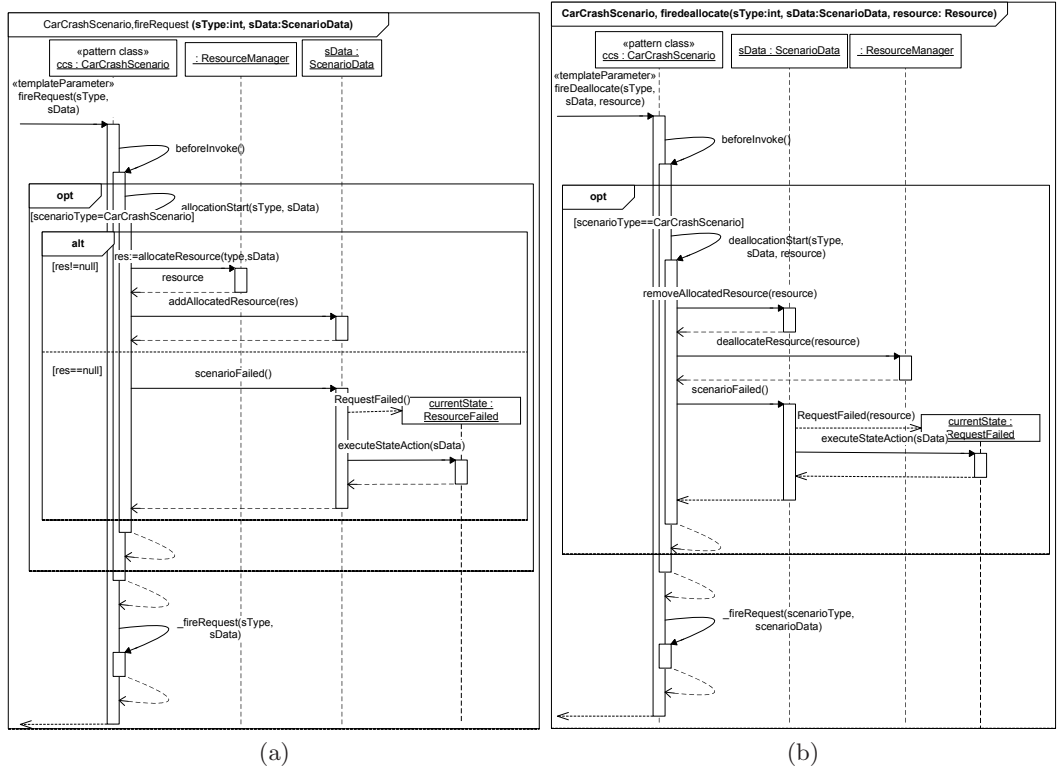 CarCrashScenario,fireRequest (sType:int, sData:ScenarioData)
«pattern class»
ccs : CarCrashScenario
: ResourceManager
sData :
ScenarioData
«templateParameter»
fireRequest(sType,
sData)
beforeInvoke()
opt
allocationStart(sType, sData)
[scenarioType=CarCrashScenario]
alt
res:=allocateResource(type,sData)
[res!=null]
resource
addAllocatedResource(res)
[res==null]
scenarioFailed()
RequestFailed()
currentState :
ResourceFailed
executeStateAction(sData)
_fireRequest(sType,
sData)
(a)
CarCrashScenario, firedeallocate(sType:int, sData:ScenarioData, resource: Resource)
«pattern class»
ccs : CarCrashScenario
sData : ScenarioData
: ResourceManager
«templateParameter»
fireDeallocate(sType,
sData, resource)
beforeInvoke()
opt
[scenarioType==CarCrashScenario]
deallocationStart(sType,
sData, resource)
removeAllocatedResource(resource)
deallocateResource(resource)
scenarioFailed()
RequestFailed(resource)
currentState :
RequestFailed
executeStateAction(sData)
_fireRequest(scenarioType,
scenarioData)
(b)